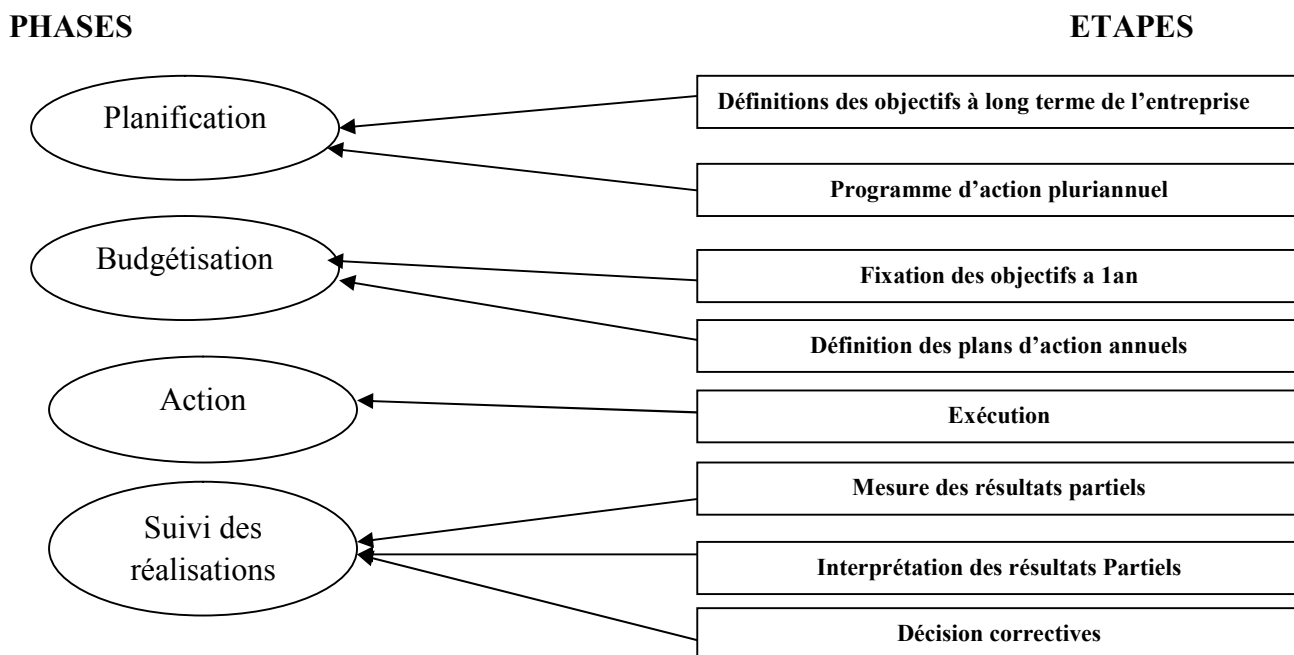 PHASES
ETAPES
Planification
Définitions des objectifs à long terme de l’entreprise
Programme d’action pluriannuel
Budgétisation
Fixation des objectifs a 1an
Définition des plans d’action annuels
Action
Exécution
Suivi des
réalisations
Mesure des résultats partiels
Interprétation des résultats Partiels
Décision correctives